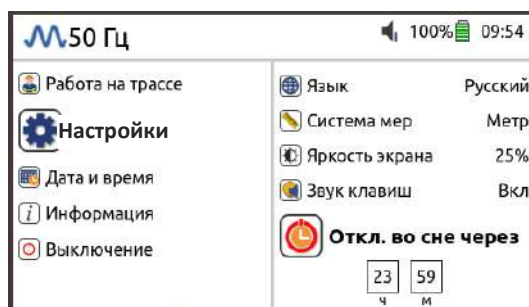 50 Гц 100% 09:54
Работа на трассе
Настройки
Дата и время
i Информация
Выключение
Язык Русский
Система мер Метр
Яркость экрана 25%
Звук клавиш Вкл
Откл. во сне через
23 59
ч м